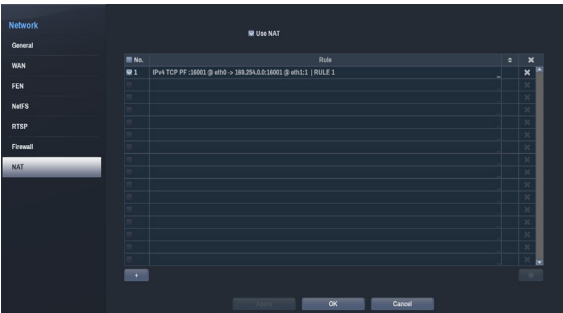 Network
Use NAT
General
WAN
FEN
NetFS
RTSP
Firewall
NAT
No. Rule
1 IPv4 TCP PF :16001 @ eth0 -> 169.254.0.0:16001 @ eth1:1 | RULE 1
+
Apply OK Cancel